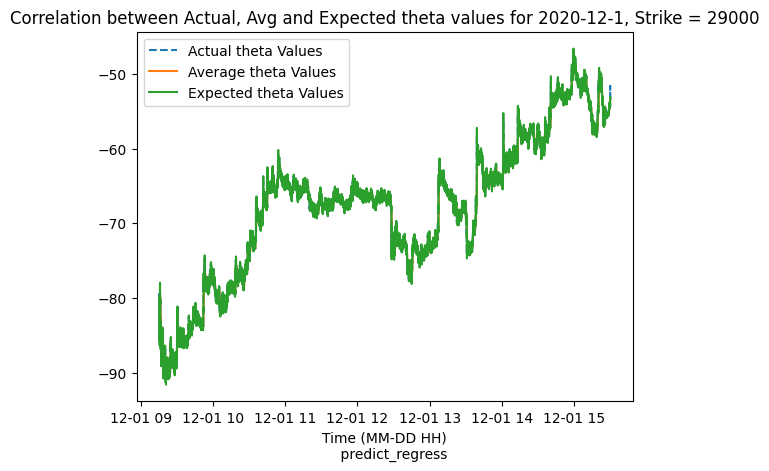 Correlation between Actual, Avg and Expected theta values for 2020-12-1, Strike = 29000
Actual theta Values
Average theta Values
Expected theta Values
−50
−60
−70
−80
−90
12-01 09 12-01 10 12-01 11 12-01 12 12-01 13 12-01 14 12-01 15
Time (MM-DD HH)
predict_regress